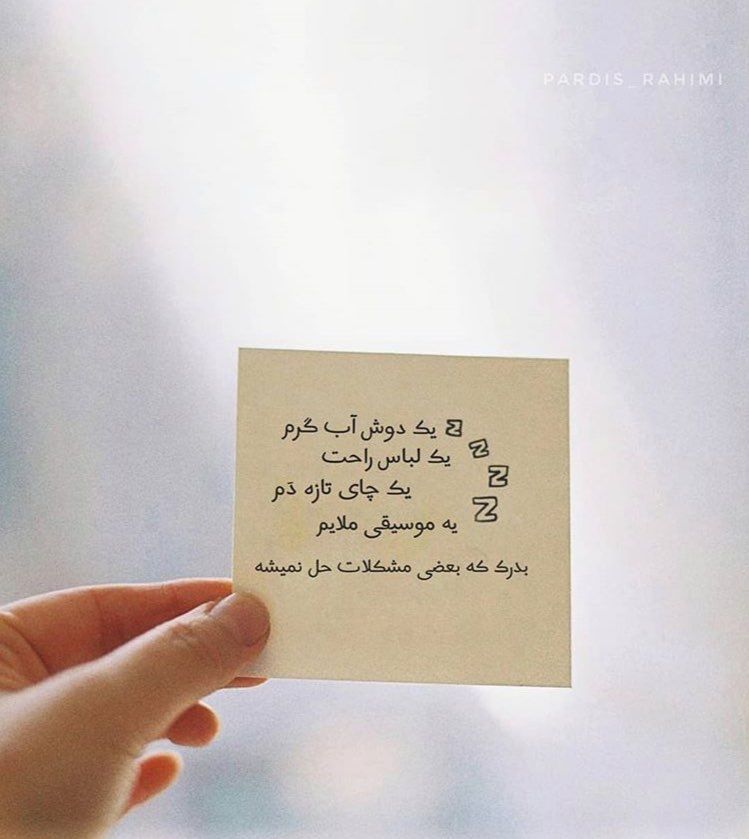 PARDIS_RAHIMI
یک دوش آب گرم
یک لباس راحت
یک چای تازه دَم
یه موسیقی ملایم
بدرک که بعضی مشکلات حل نمیشه
z
z
z
z